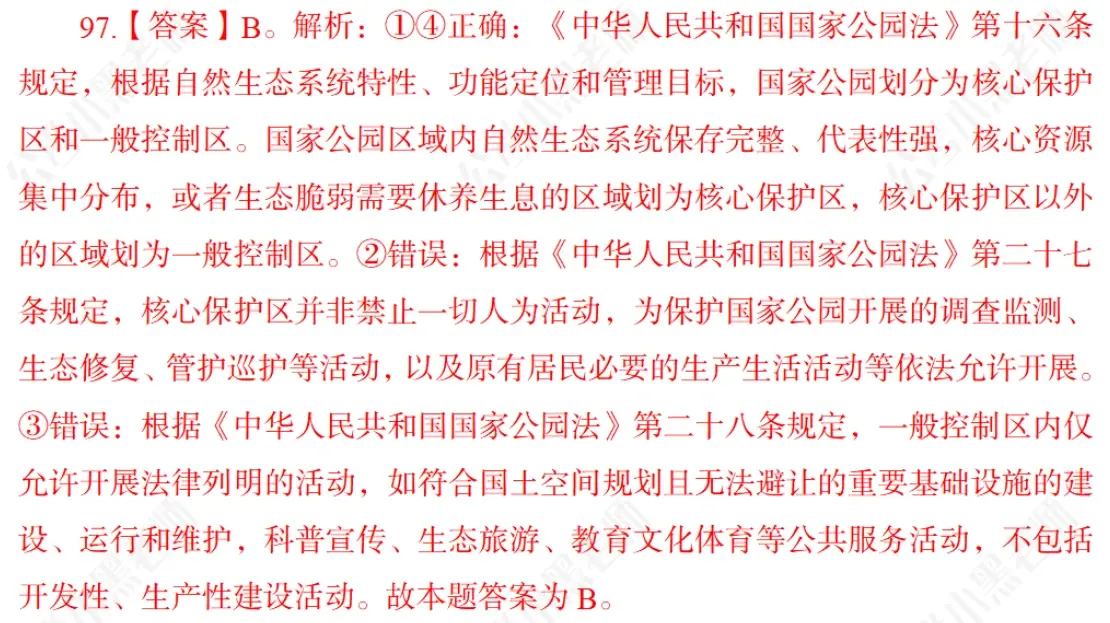 97.【答案】B。解析：①④正确：《中华人民共和国国家公园法》第十六条
规定，根据自然生态系统特性、功能定位和管理目标，国家公园划分为核心保护
区和一般控制区。国家公园区域内自然生态系统保存完整、代表性强，核心资源
集中分布，或者生态脆弱需要休养生息的区域划为核心保护区，核心保护区以外
的区域划为一般控制区。②错误：根据《中华人民共和国国家公园法》第二十七
条规定，核心保护区并非禁止一切人为活动，为保护国家公园开展的调查监测、
生态修复、管护巡护等活动，以及原有居民必要的生产生活活动等依法允许开展。
③错误：根据《中华人民共和国国家公园法》第二十八条规定，一般控制区内仅
允许开展法律列明的活动，如符合国土空间规划且无法避让的重要基础设施的建
设、运行和维护，科普宣传、生态旅游、教育文化体育等公共服务活动，不包括
开发性、生产性建设活动。故本题答案为 B。